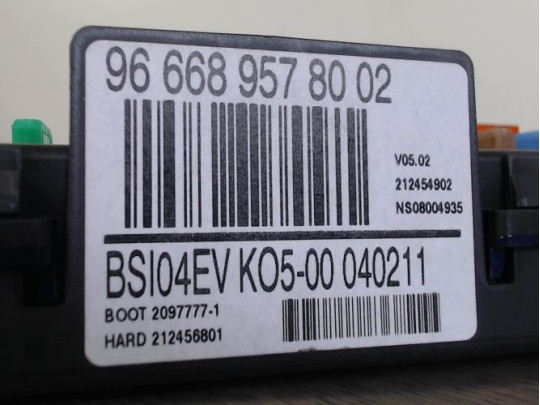 96 668 957 80 02
V05.02
212454902
NS08004935
BSI04EV KO5-00 040211
BOOT 2097777-1
HARD 212456801